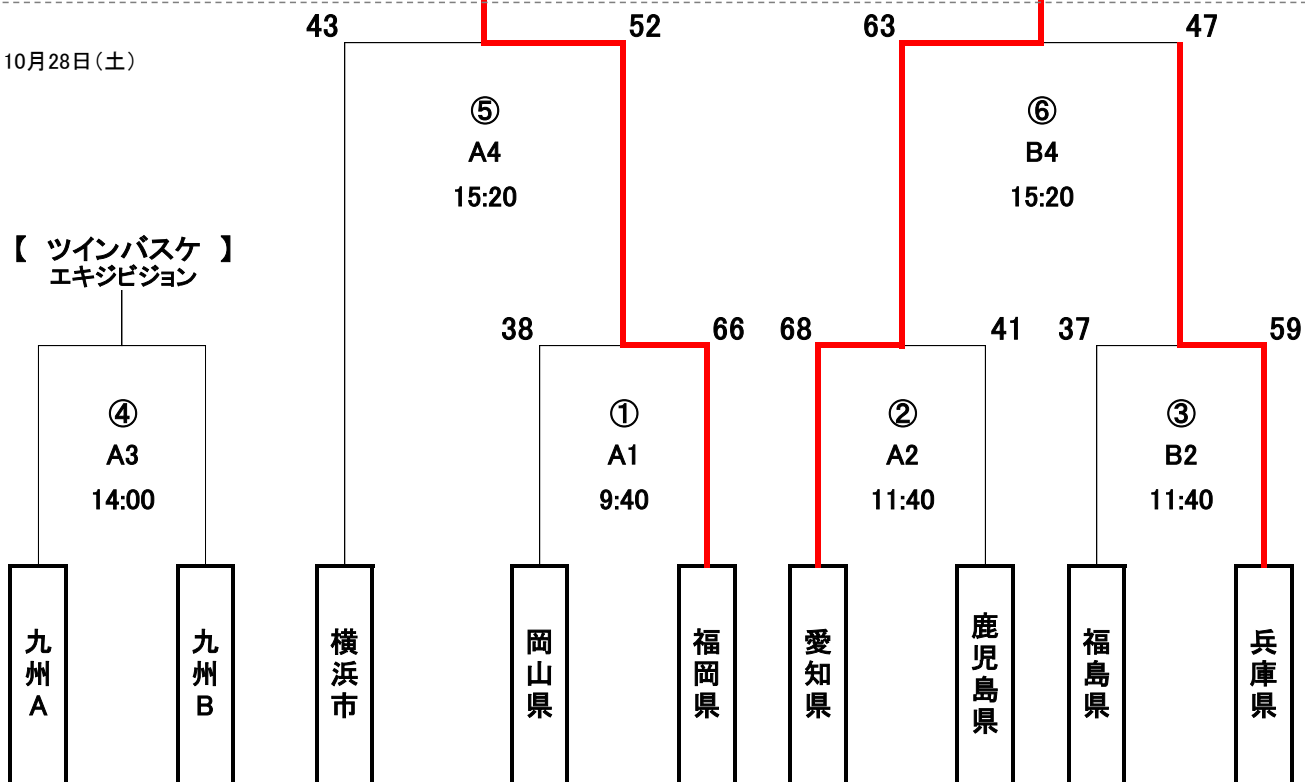 43
52
63
47
10月28日(土)
⑤
A4
15:20
⑥
B4
15:20
【 ツインバスケ 】
エキジビジョン
38
66
68
41
37
59
④
A3
14:00
①
A1
9:40
②
A2
11:40
③
B2
11:40
九州A
九州B
横浜市
岡山県
福岡県
愛知県
鹿児島県
福島県
兵庫県